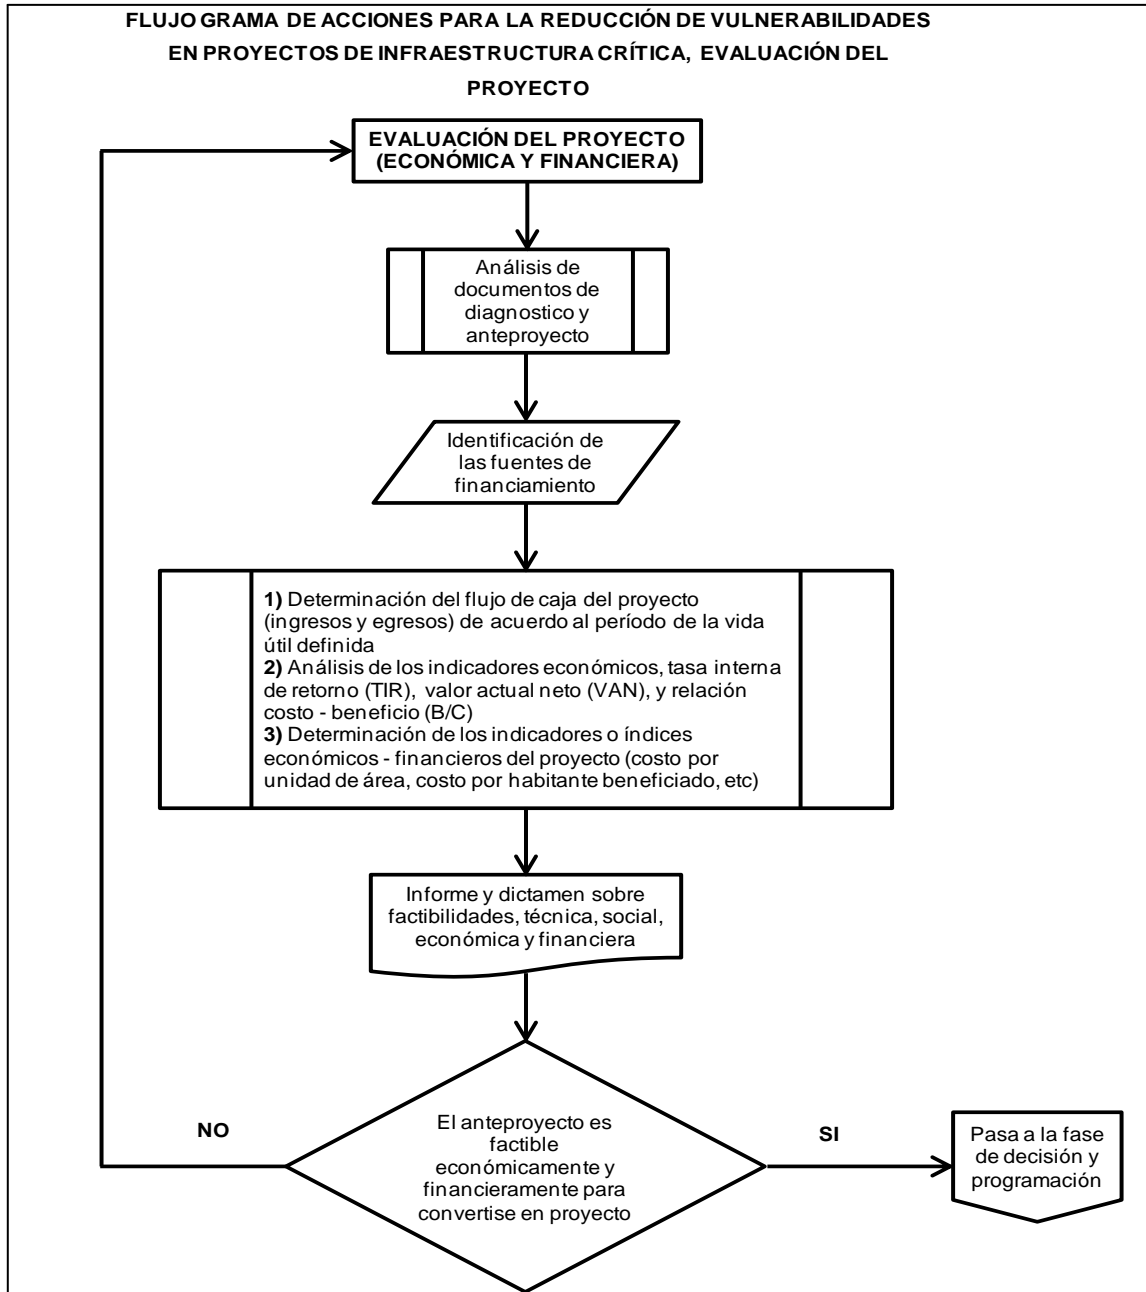 FLUJO GRAMA DE ACCIONES PARA LA REDUCCIÓN DE VULNERABILIDADES
EN PROYECTOS DE INFRAESTRUCTURA CRÍTICA, EVALUACIÓN DEL
PROYECTO
EVALUACIÓN DEL PROYECTO
(ECONÓMICA Y FINANCIERA)
Análisis de
documentos de
diagnostico y
anteproyecto
Identificación de
las fuentes de
financiamiento
1) Determinación del flujo de caja del proyecto
(ingresos y egresos) de acuerdo al período de la vida
útil definida
2) Análisis de los indicadores económicos, tasa interna
de retorno (TIR), valor actual neto (VAN), y relación
costo - beneficio (B/C)
3) Determinación de los indicadores o índices
económicos - financieros del proyecto (costo por
unidad de área, costo por habitante beneficiado, etc)
Informe y dictamen sobre
factibilidades, técnica, social,
económica y financiera
NO
El anteproyecto es
factible
económicamente y
financieramente para
convertise en proyecto
SI
Pasa a la fase
de decisión y
programación